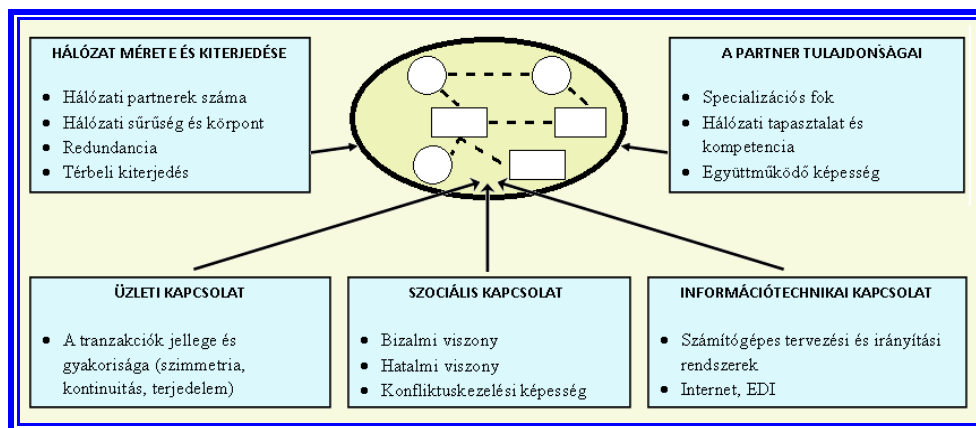 HÁLÓZAT MÉRETE ÉS KITERJEDÉSE
• Hálózati partnerek száma
• Hálózati sűrűség és körpont
• Redundancia
• Térbeli kiterjedés
A PARTNER TULAJDONSÁGAI
• Specializációs fok
• Hálózati tapasztalat és
kompetencia
• Együttműködő képesség
ÜZLETI KAPCSOLAT
• A tranzakciók jellege és
gyakorisága (szimmetria,
kontinuitás, terjedelem)
SZOCIÁLIS KAPCSOLAT
• Bizalmi viszony
• Hatalmi viszony
• Konfliktuskezelési képesség
INFORMÁCIÓTECHNIKAI KAPCSOLAT
• Számítógépes tervezési és irányítási
rendszerek
• Internet, EDI